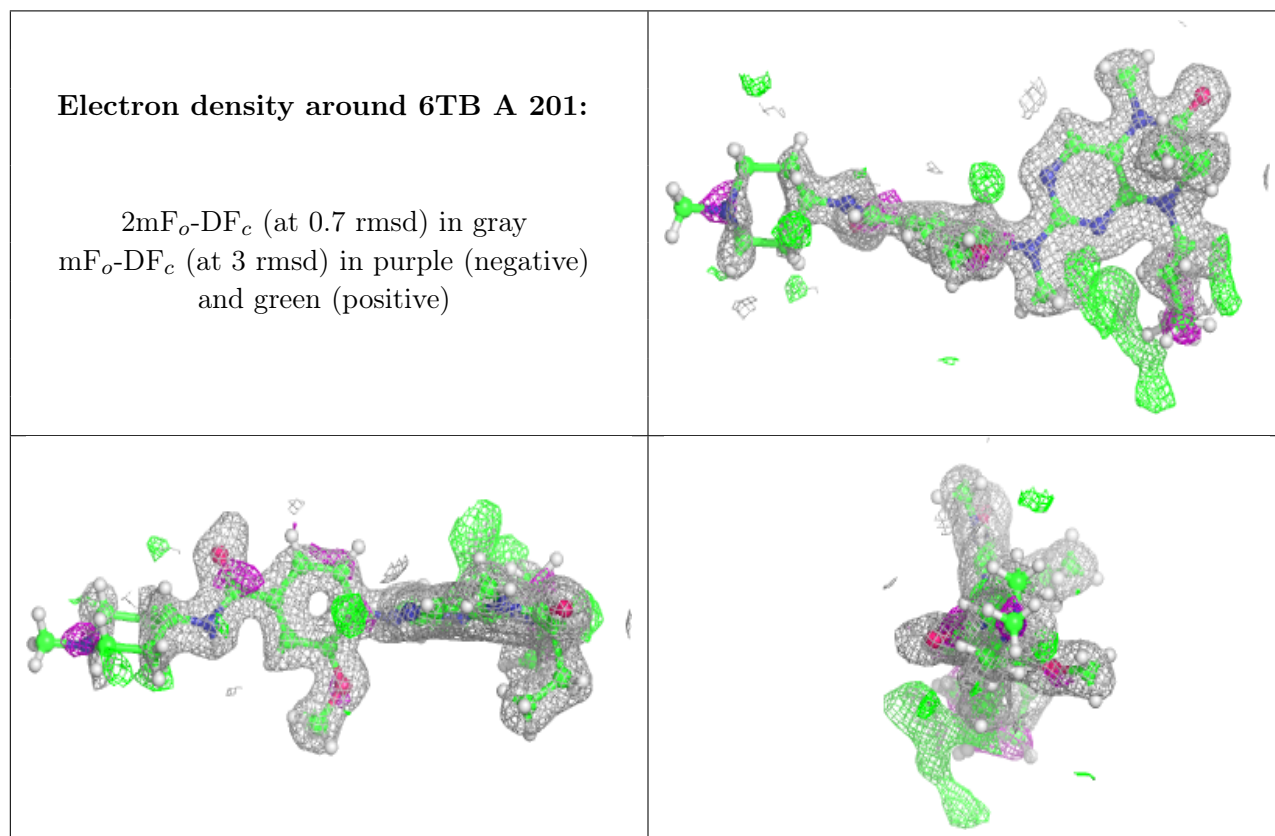 Electron density around 6TB A 201:
2mFₒ-DF𝒸 (at 0.7 rmsd) in gray
mFₒ-DF𝒸 (at 3 rmsd) in purple (negative)
and green (positive)